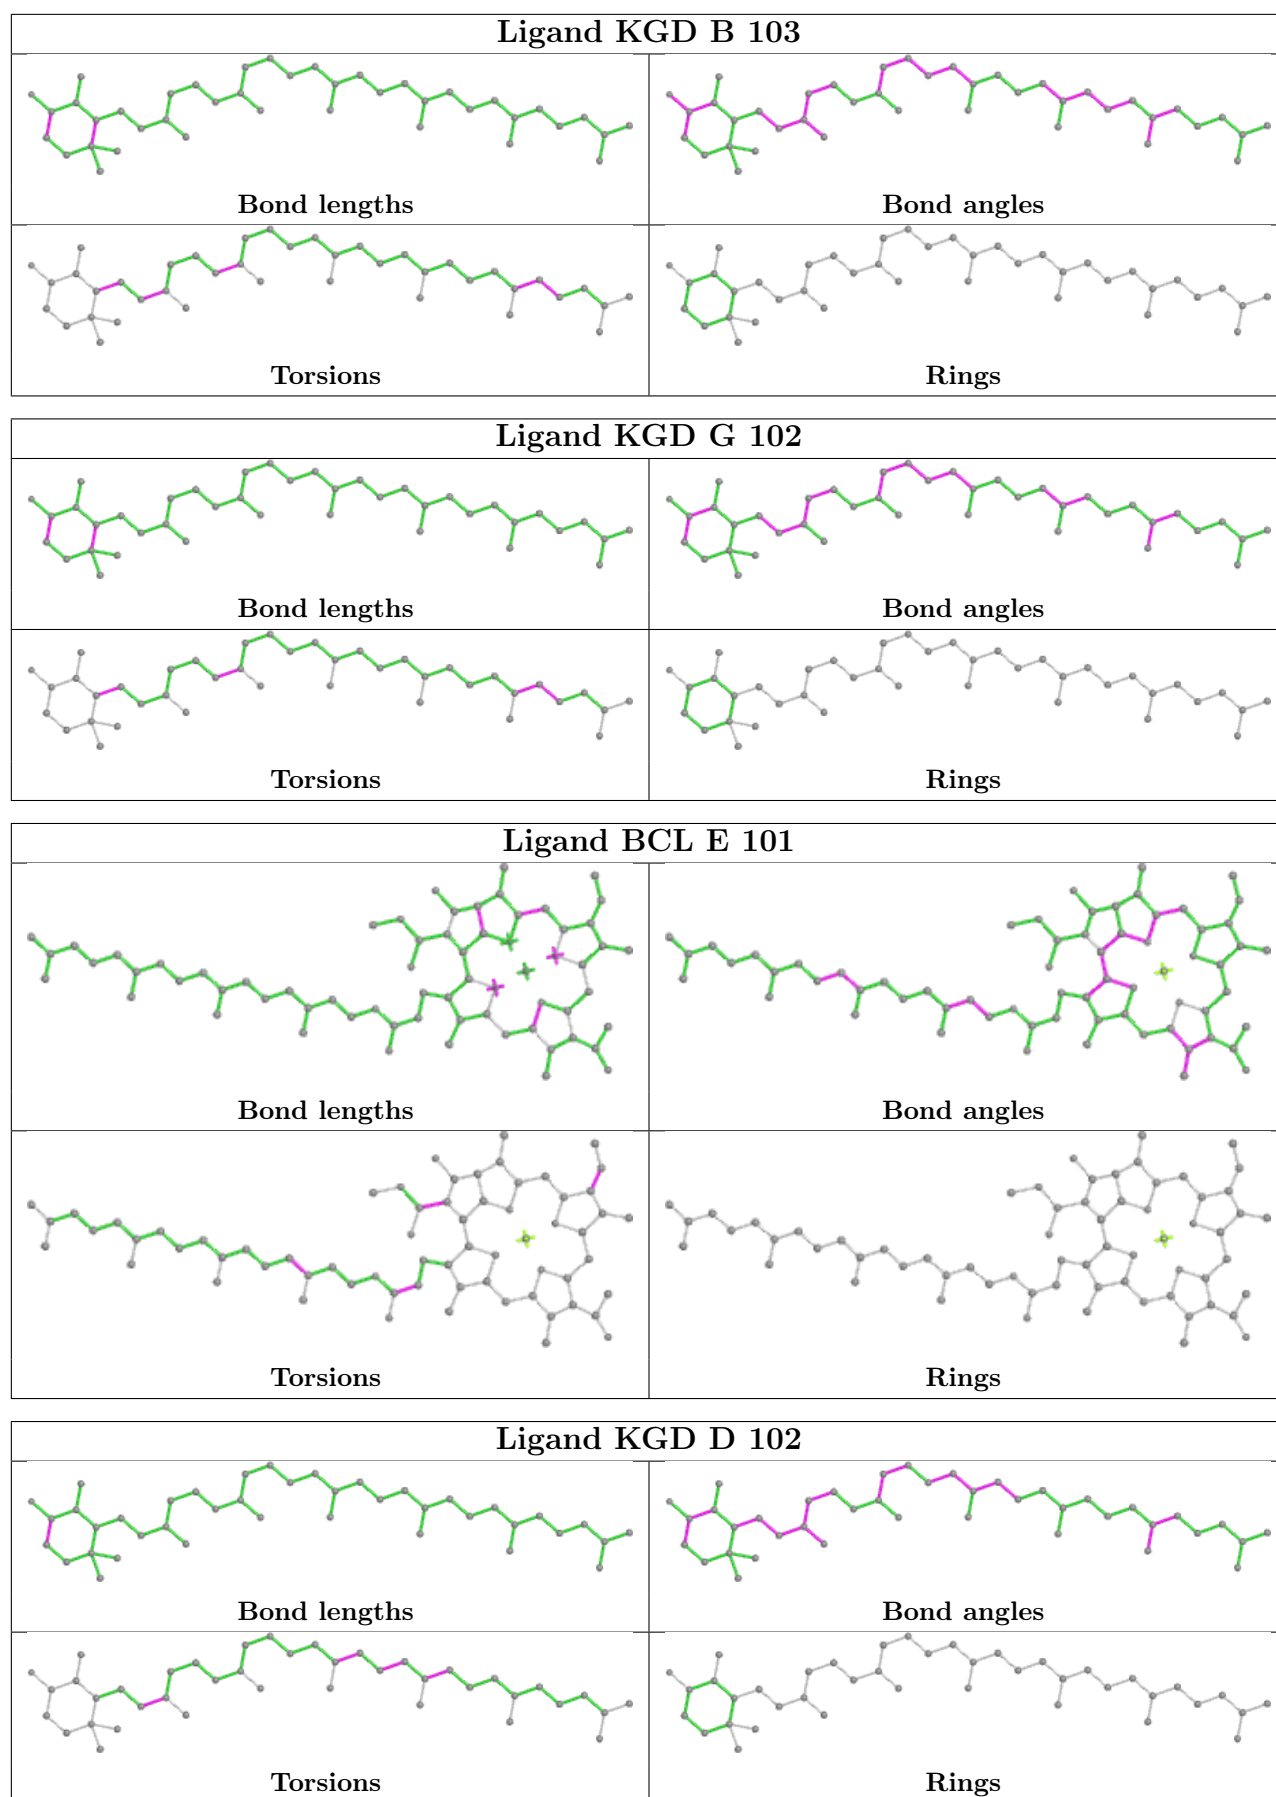 Ligand KGD B 103
Bond lengths
Bond angles
Torsions
Rings
Ligand KGD G 102
Bond lengths
Bond angles
Torsions
Rings
Ligand BCL E 101
Bond lengths
Bond angles
Torsions
Rings
Ligand KGD D 102
Bond lengths
Bond angles
Torsions
Rings